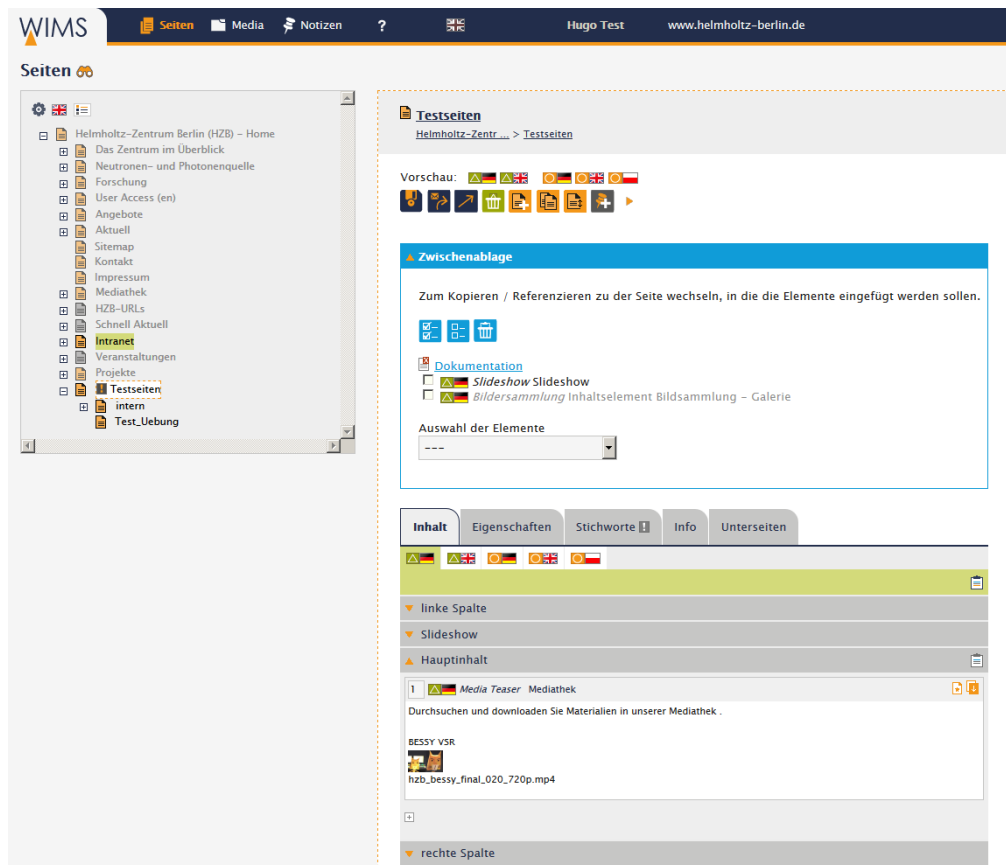 WIMS
Seiten Media Notizen ? Hugo Test www.helmholtz-berlin.de
Seiten
Helmholtz-Zentrum Berlin (HZB) - Home
Das Zentrum im Überblick
Neutronen- und Photonenquelle
Forschung
User Access (en)
Angebote
Aktuell
Sitemap
Kontakt
Impressum
Mediathek
HZB-URLs
Schnell Aktuell
Intranet
Veranstaltungen
Projekte
Testseiten
intern
Test_Uebung
Testseiten
Helmholtz-Zentr ... > Testseiten
Vorschau:
Zwischenablage
Zum Kopieren / Referenzieren zu der Seite wechseln, in die die Elemente eingefügt werden sollen.
Dokumentation
Slideshow Slideshow
Bildersammlung Inhaltselement Bildsammlung - Galerie
Auswahl der Elemente
---
Inhalt Eigenschaften Stichworte ! Info Unterseiten
linke Spalte
Slideshow
Hauptinhalt
1 Media Teaser Mediathek
Durchsuchen und downloaden Sie Materialien in unserer Mediathek .
BESSY VSR
hzb_bessy_final_020_720p.mp4
rechte Spalte